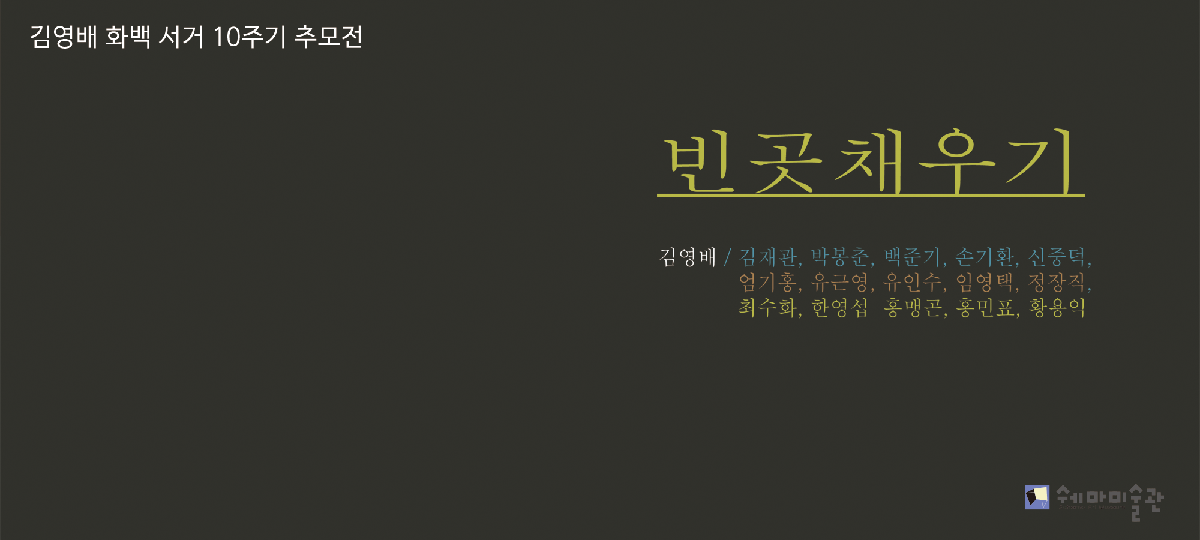 김영배 화백 서거 10주기 추모전
빈곳채우기
김영배 / 김재관, 박봉춘, 백준기, 손기환, 신중덕,
엄기홍, 유근영, 유인수, 임영택, 정장직,
최수화, 한영섭 홍맹곤, 홍민표, 황용익
쉐마미술관